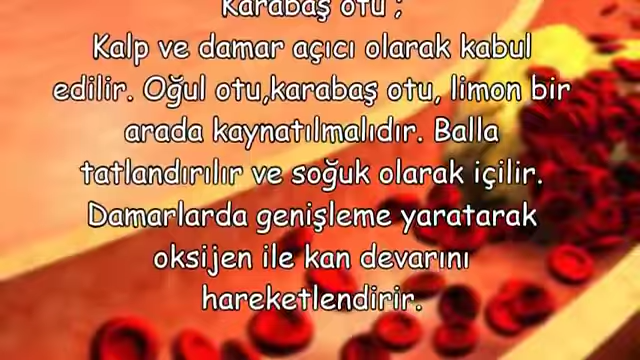 Karabaş otu ;
Kalp ve damar açıcı olarak kabul
edilir. Oğul otu,karabaş otu, limon bir
arada kaynatılmalıdır. Balla
tatlandırılır ve soğuk olarak içilir.
Damarlarda genişleme yaratarak
oksijen ile kan devarını
hareketlendirir.